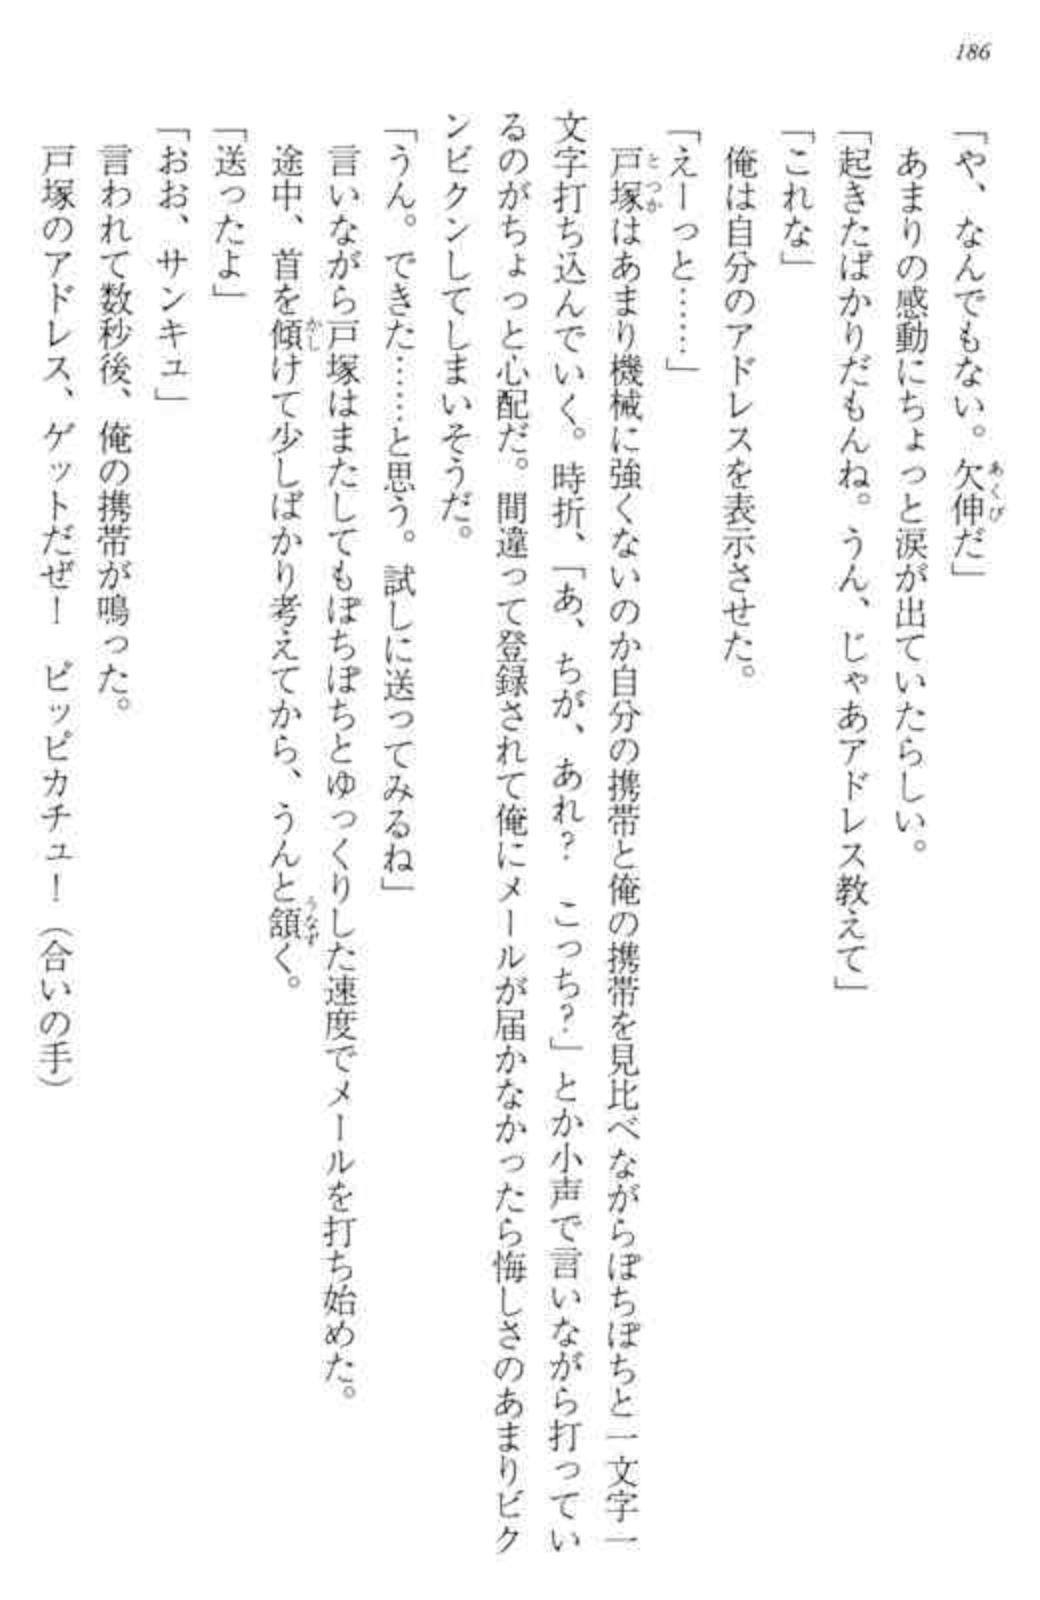 186
「や、なんでもない。欠伸だ」
あまりの感動にちょっと涙が出ていたらしい。
「起きたばかりだもんね。うん、じゃあアドレス教えて」
「これな」
俺は自分のアドレスを表示させた。
「えーっと……」
戸塚はあまり機械に強くないのか自分の携帯と俺の携帯を見比べながらぽちぽちと一文字一
文字打ち込んでいく。時折、「あ、ちが、あれ？　こっち？」とか小声で言いながら打ってい
るのがちょっと心配だ。間違って登録されて俺にメールが届かなかったら悔しさのあまりビク
ンビクンしてしまいそうだ。
「うん。できた……と思う。試しに送ってみるね」
言いながら戸塚はまたしてもぽちぽちとゆっくりした速度でメールを打ち始めた。
途中、首を傾けて少しばかり考えてから、うんと頷く。
「送ったよ」
「おお、サンキュ」
言われて数秒後、俺の携帯が鳴った。
戸塚のアドレス、ゲットだぜ！　ピッピカチュ！（合いの手）